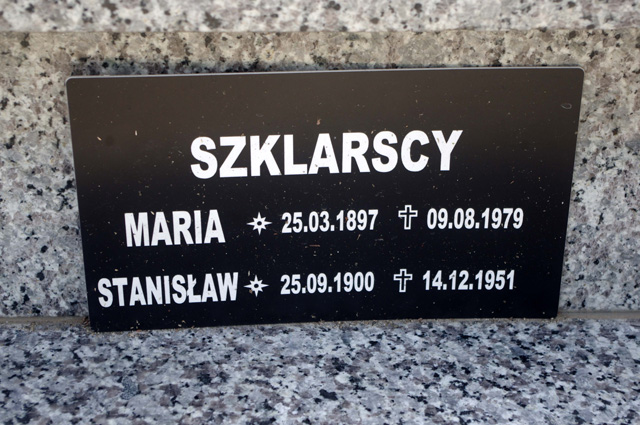 SZKLARSCY
MARIA ✴ 25.03.1897 ✝ 09.08.1979
STANISŁAW ✴ 25.09.1900 ✝ 14.12.1951